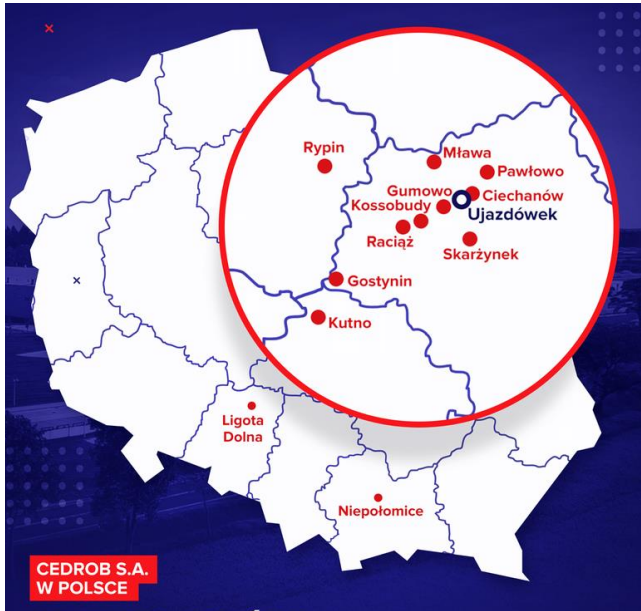 Rypin
Mława
Pawłowo
Gumowo
Ciechanów
Kossobudy
Ujazdówek
Raciąż
Skarżynek
Gostynin
Kutno
Ligota
Dolna
Niepołomice
CEDROB S.A.
W POLSCE